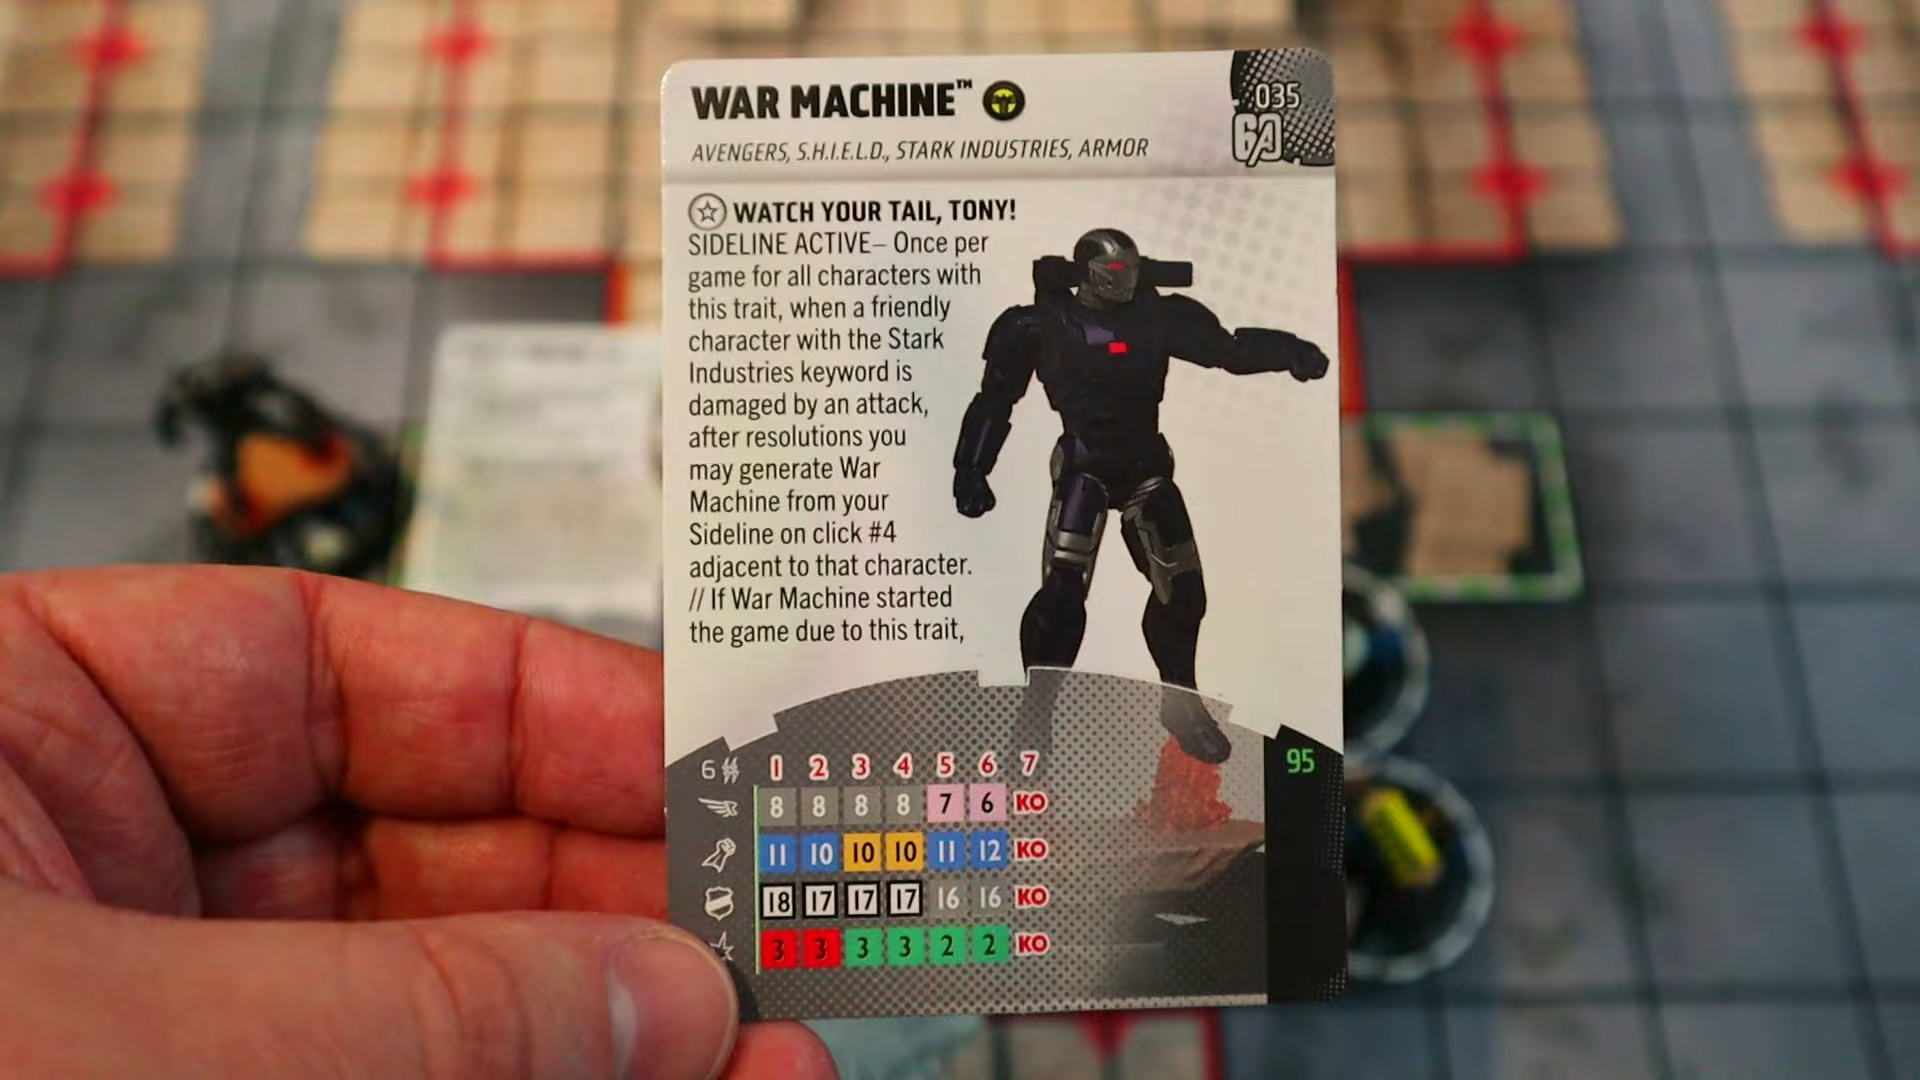 WAR MACHINE™
035
60
AVENGERS, S.H.I.E.L.D., STARK INDUSTRIES, ARMOR
WATCH YOUR TAIL, TONY!
SIDELINE ACTIVE– Once per
game for all characters with
this trait, when a friendly
character with the Stark
Industries keyword is
damaged by an attack,
after resolutions you
may generate War
Machine from your
Sideline on click #4
adjacent to that character.
// If War Machine started
the game due to this trait,
95
6 0 2 3 4 5 6 7
8 8 8 8 7 6 KO
11 10 10 10 11 12 KO
18 17 17 17 16 16 KO
3 3 3 3 2 2 KO